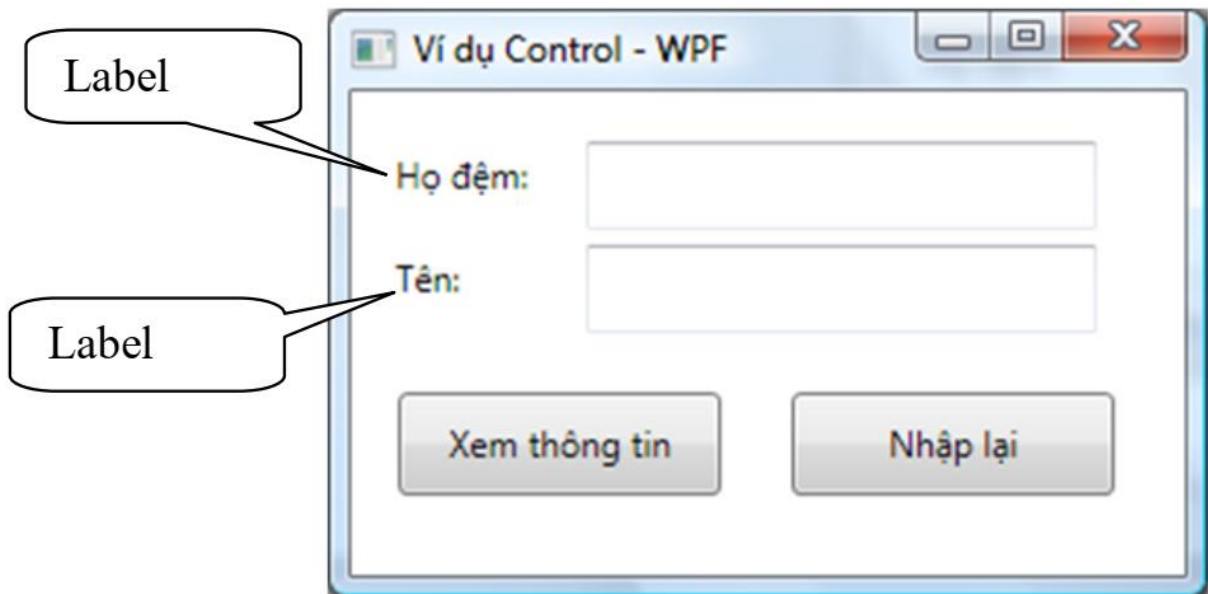 Ví dụ Control - WPF
Label
Họ đệm:
Tên:
Label
Xem thông tin
Nhập lại